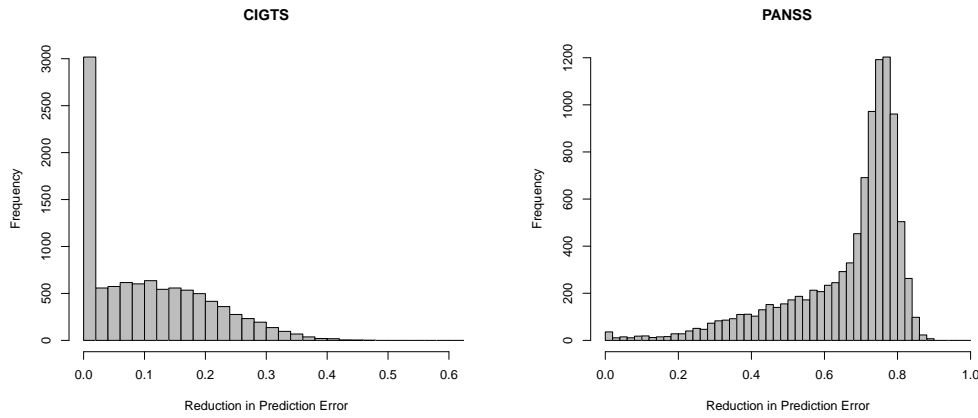 CIGTS
Frequency
3000
2500
2000
1500
1000
500
0
0.0 0.1 0.2 0.3 0.4 0.5 0.6
Reduction in Prediction Error
PANSS
Frequency
1200
1000
800
600
400
200
0
0.0 0.2 0.4 0.6 0.8 1.0
Reduction in Prediction Error